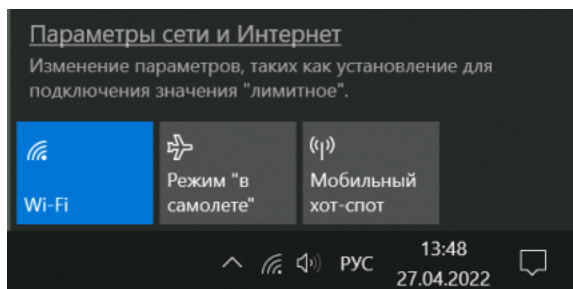 Параметры сети и Интернет
Изменение параметров, таких как установление для
подключения значения "лимитное".
Wi-Fi
Режим "в
самолете"
Мобильный
хот-спот
РУС
13:48
27.04.2022